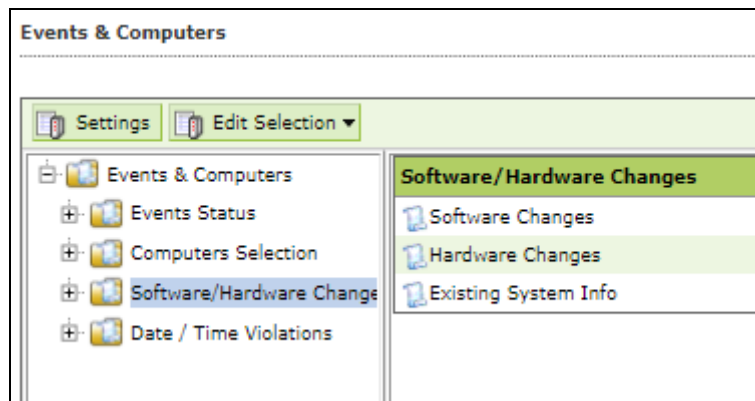 Events & Computers
Settings Edit Selection
Events & Computers
Events Status
Computers Selection
Software/Hardware Change
Date / Time Violations
Software/Hardware Changes
Software Changes
Hardware Changes
Existing System Info